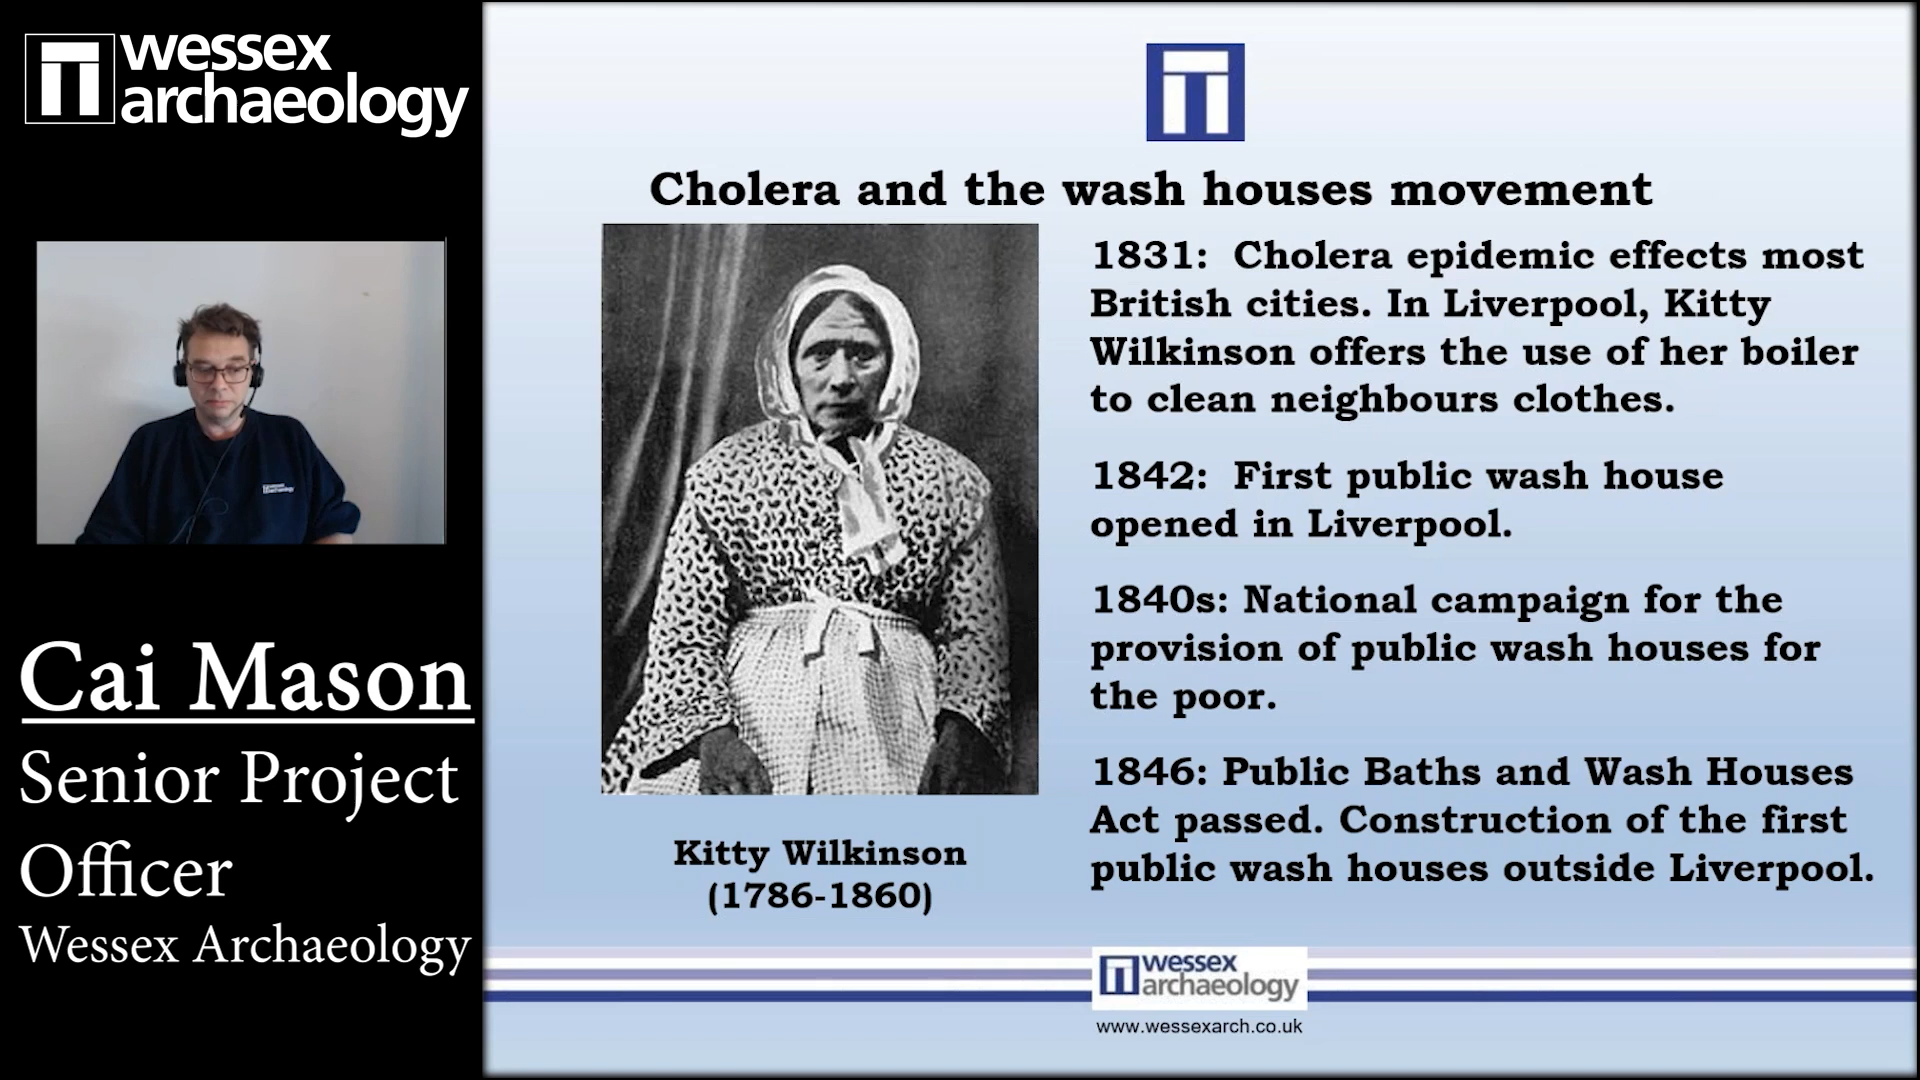 wessex
archaeology
Cai Mason
Senior Project
Officer
Wessex Archaeology
Cholera and the wash houses movement
Kitty Wilkinson
(1786-1860)
1831:  Cholera epidemic effects most
British cities. In Liverpool, Kitty
Wilkinson offers the use of her boiler
to clean neighbours clothes.
1842:  First public wash house
opened in Liverpool.
1840s: National campaign for the
provision of public wash houses for
the poor.
1846: Public Baths and Wash Houses
Act passed. Construction of the first
public wash houses outside Liverpool.
wessex
archaeology
www.wessexarch.co.uk